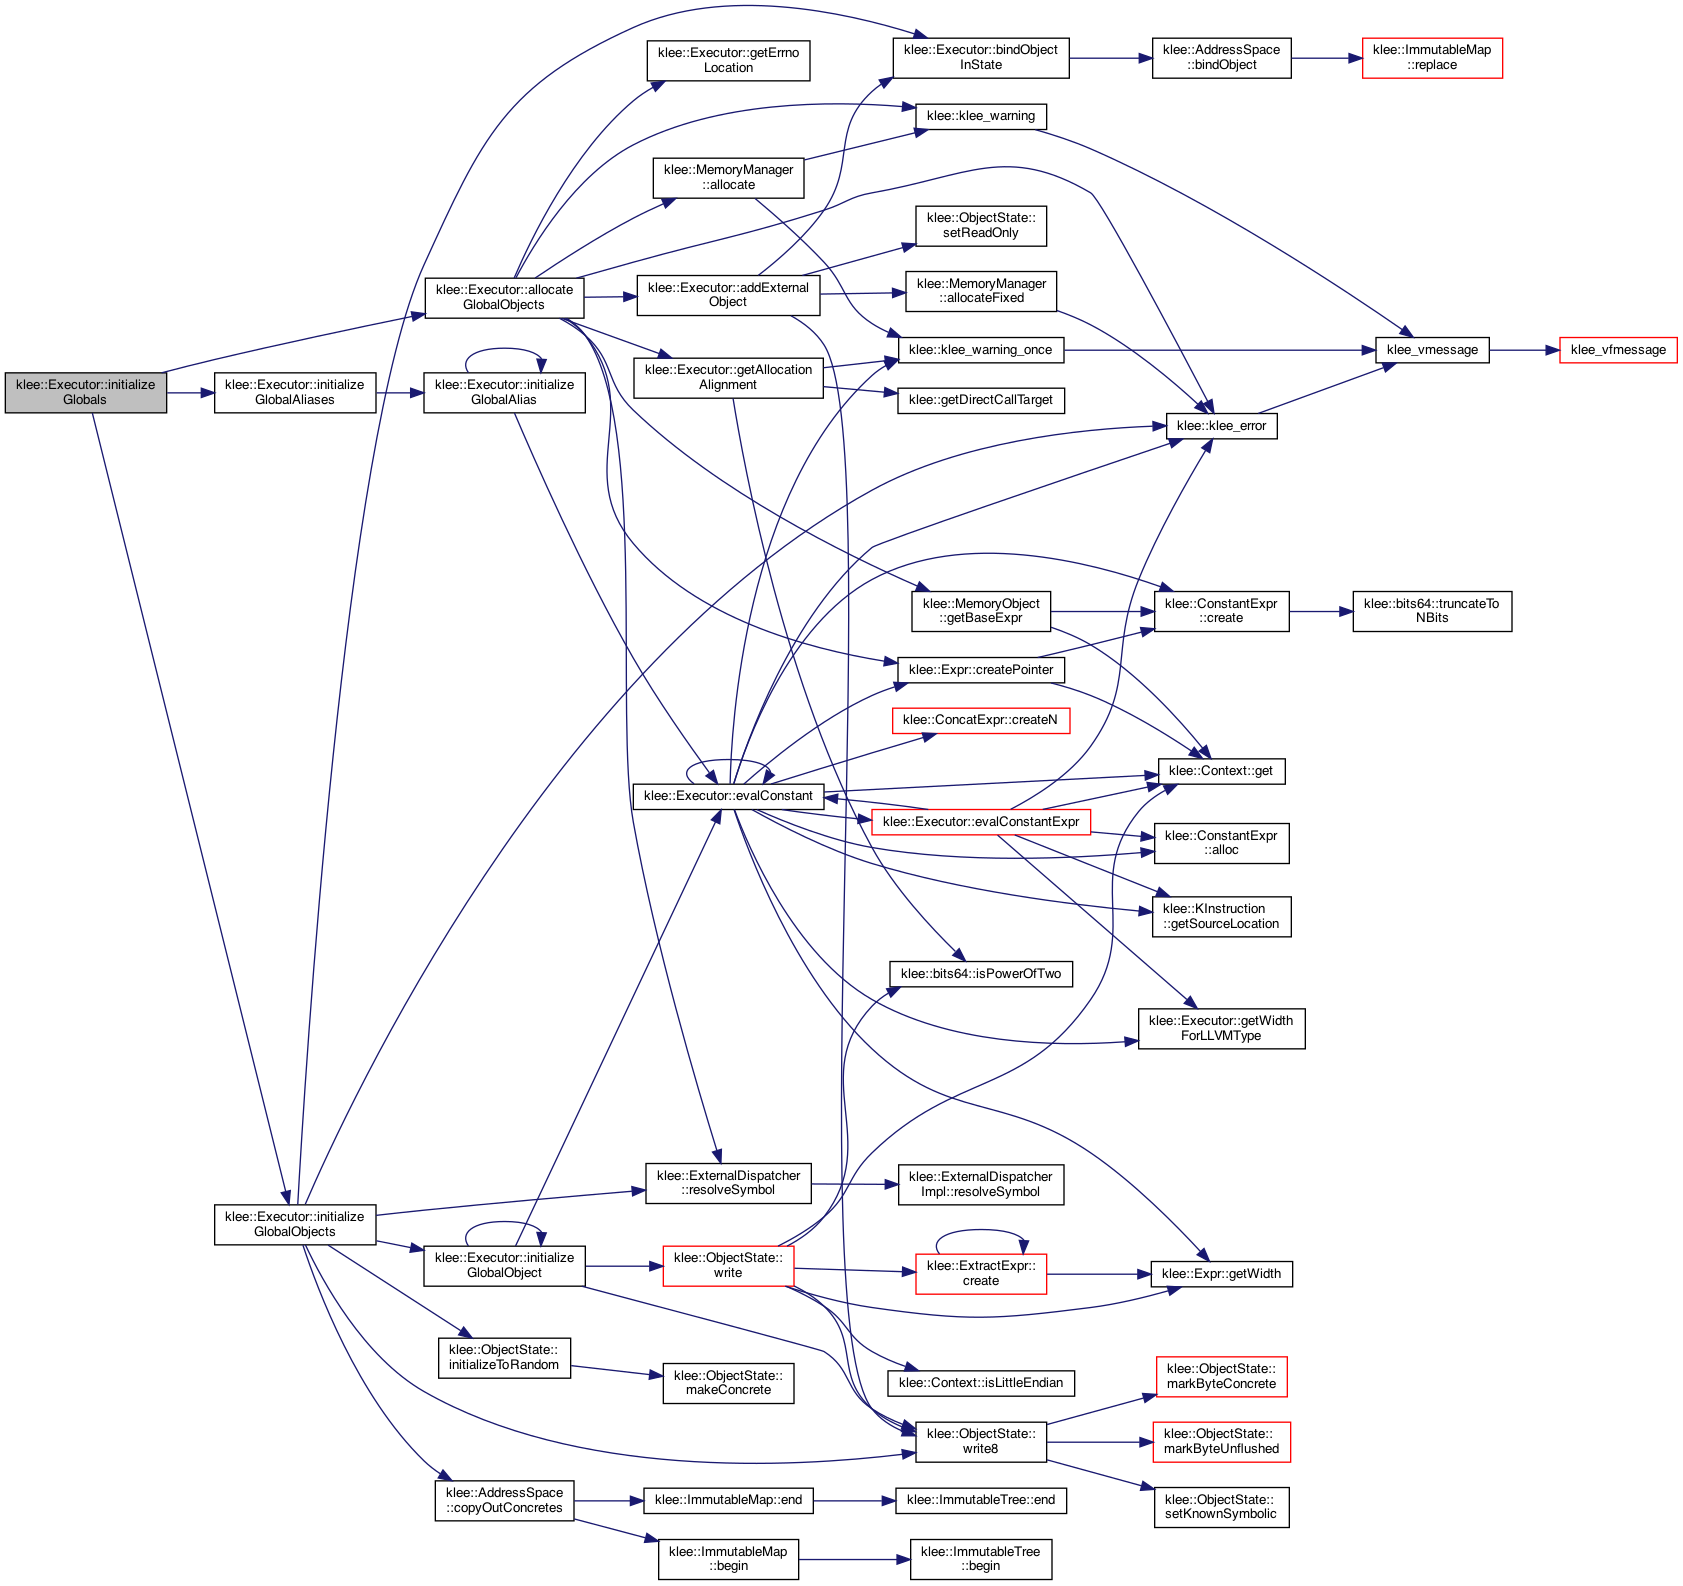 klee::Executor::initialize
Globals
klee::Executor::initialize
GlobalAliases
klee::Executor::initialize
GlobalObjects
klee::Executor::allocate
GlobalObjects
klee::Executor::initialize
GlobalAlias
klee::Executor::initialize
GlobalObject
klee::ObjectState::
initializeToRandom
klee::AddressSpace
::copyOutConcretes
klee::Executor::getErrno
Location
klee::MemoryManager
::allocate
klee::Executor::addExternal
Object
klee::Executor::getAllocation
Alignment
klee::Executor::evalConstant
klee::ExternalDispatcher
::resolveSymbol
klee::ObjectState::
write
klee::ObjectState::
makeConcrete
klee::ImmutableMap::end
klee::ImmutableMap
::begin
klee::Executor::bindObject
InState
klee::klee_warning
klee::ObjectState::
setReadOnly
klee::MemoryManager
::allocateFixed
klee::klee_warning_once
klee::getDirectCallTarget
klee::MemoryObject
::getBaseExpr
klee::Expr::createPointer
klee::ConcatExpr::createN
klee::Executor::evalConstantExpr
klee::bits64::isPowerOfTwo
klee::ExternalDispatcher
Impl::resolveSymbol
klee::ExtractExpr::
create
klee::Context::isLittleEndian
klee::ObjectState::
write8
klee::ImmutableTree::end
klee::ImmutableTree
::begin
klee::AddressSpace
::bindObject
klee::klee_error
klee::ConstantExpr
::create
klee::Context::get
klee::ConstantExpr
::alloc
klee::KInstruction
::getSourceLocation
klee::Executor::getWidth
ForLLVMType
klee::Expr::getWidth
klee::ObjectState::
markByteConcrete
klee::ObjectState::
markByteUnflushed
klee::ObjectState::
setKnownSymbolic
klee::ImmutableMap
::replace
klee_vmessage
klee::bits64::truncateTo
NBits
klee_vfmessage